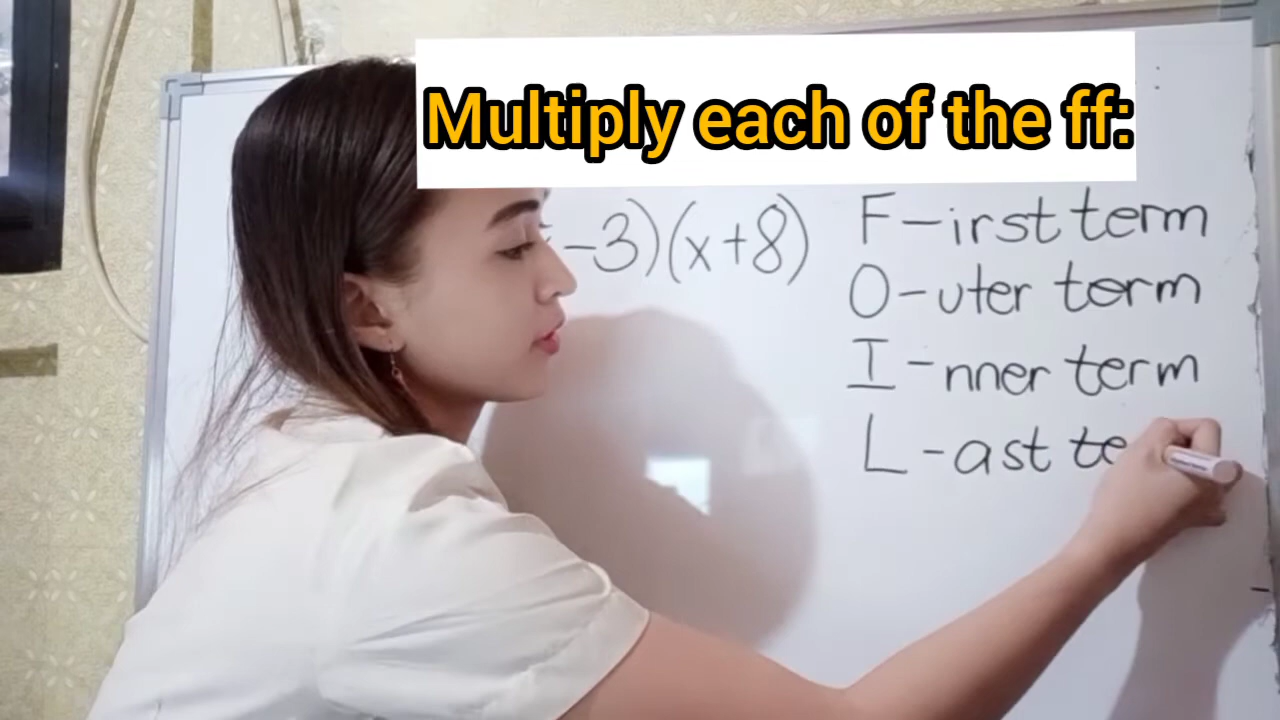 Multiply each of the ff:
-3)(x+8)
F-irst term
O-uter term
I-nner term
L-ast te